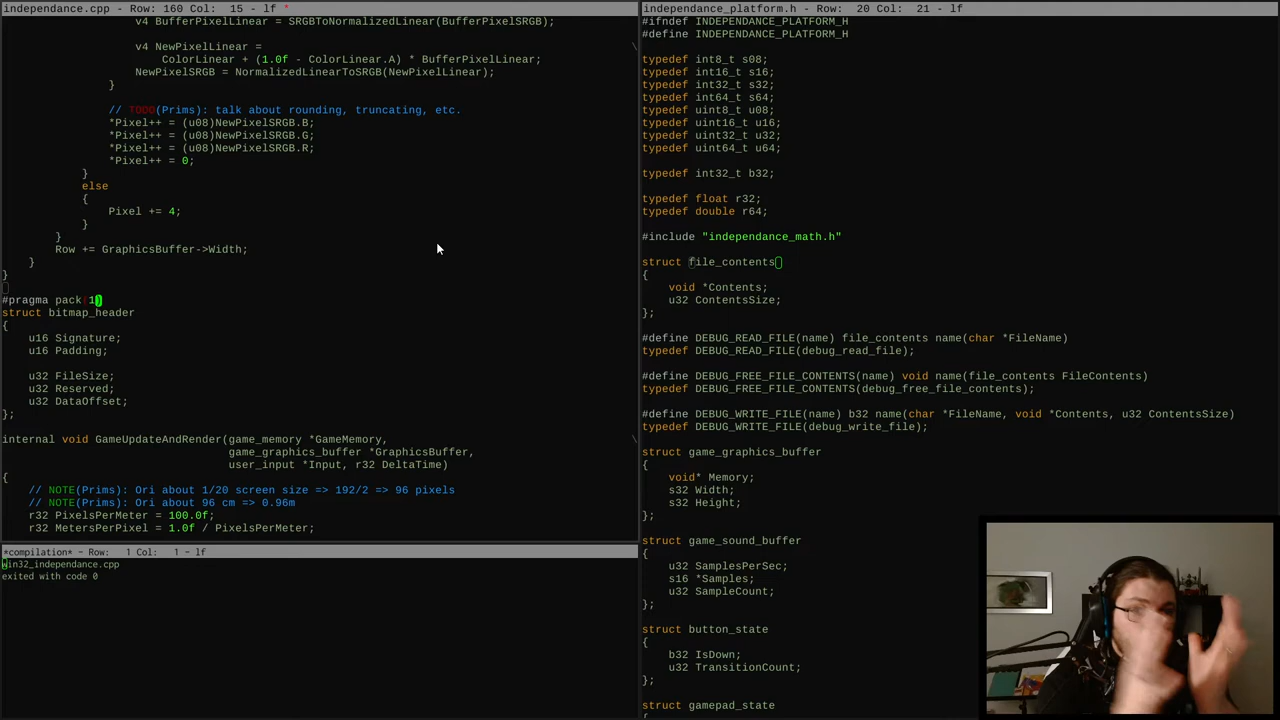 independance.cpp - Row: 160 Col:  15 - lf *
v4 BufferPixelLinear = SRGBToNormalizedLinear(BufferPixelSRGB);
v4 NewPixelLinear =
ColorLinear + (1.0f - ColorLinear.A) * BufferPixelLinear;
NewPixelSRGB = NormalizedLinearToSRGB(NewPixelLinear);
}
// TODO(Prims): talk about rounding, truncating, etc.
*Pixel++ = (u08)NewPixelSRGB.B;
*Pixel++ = (u08)NewPixelSRGB.G;
*Pixel++ = (u08)NewPixelSRGB.R;
*Pixel++ = 0;
}
else
{
Pixel += 4;
}
}
Row += GraphicsBuffer->Width;
}
}
#pragma pack(1)
struct bitmap_header
{
u16 Signature;
u16 Padding;
u32 FileSize;
u32 Reserved;
u32 DataOffset;
};
internal void GameUpdateAndRender(game_memory *GameMemory, \
game_graphics_buffer *GraphicsBuffer,
user_input *Input, r32 DeltaTime)
{
// NOTE(Prims): Ori about 1/20 screen size => 192/2 => 96 pixels
// NOTE(Prims): Ori about 96 cm => 0.96m
r32 PixelsPerMeter = 100.0f;
r32 MetersPerPixel = 1.0f / PixelsPerMeter;
*compilation* - Row:   1 Col:   1 - lf
win32_independance.cpp
exited with code 0
independance_platform.h - Row:  20 Col:  21 - lf
#ifndef INDEPENDANCE_PLATFORM_H
#define INDEPENDANCE_PLATFORM_H
typedef int8_t s08;
typedef int16_t s16;
typedef int32_t s32;
typedef int64_t s64;
typedef uint8_t u08;
typedef uint16_t u16;
typedef uint32_t u32;
typedef uint64_t u64;
typedef int32_t b32;
typedef float r32;
typedef double r64;
#include "independance_math.h"
struct file_contents
{
void *Contents;
u32 ContentsSize;
};
#define DEBUG_READ_FILE(name) file_contents name(char *FileName)
typedef DEBUG_READ_FILE(debug_read_file);
#define DEBUG_FREE_FILE_CONTENTS(name) void name(file_contents FileContents)
typedef DEBUG_FREE_FILE_CONTENTS(debug_free_file_contents);
#define DEBUG_WRITE_FILE(name) b32 name(char *FileName, void *Contents, u32 ContentsSize)
typedef DEBUG_WRITE_FILE(debug_write_file);
struct game_graphics_buffer
{
void* Memory;
s32 Width;
s32 Height;
};
struct game_sound_buffer
{
u32 SamplesPerSec;
s16 *Samples;
u32 SampleCount;
};
struct button_state
{
b32 IsDown;
u32 TransitionCount;
};
struct gamepad_state